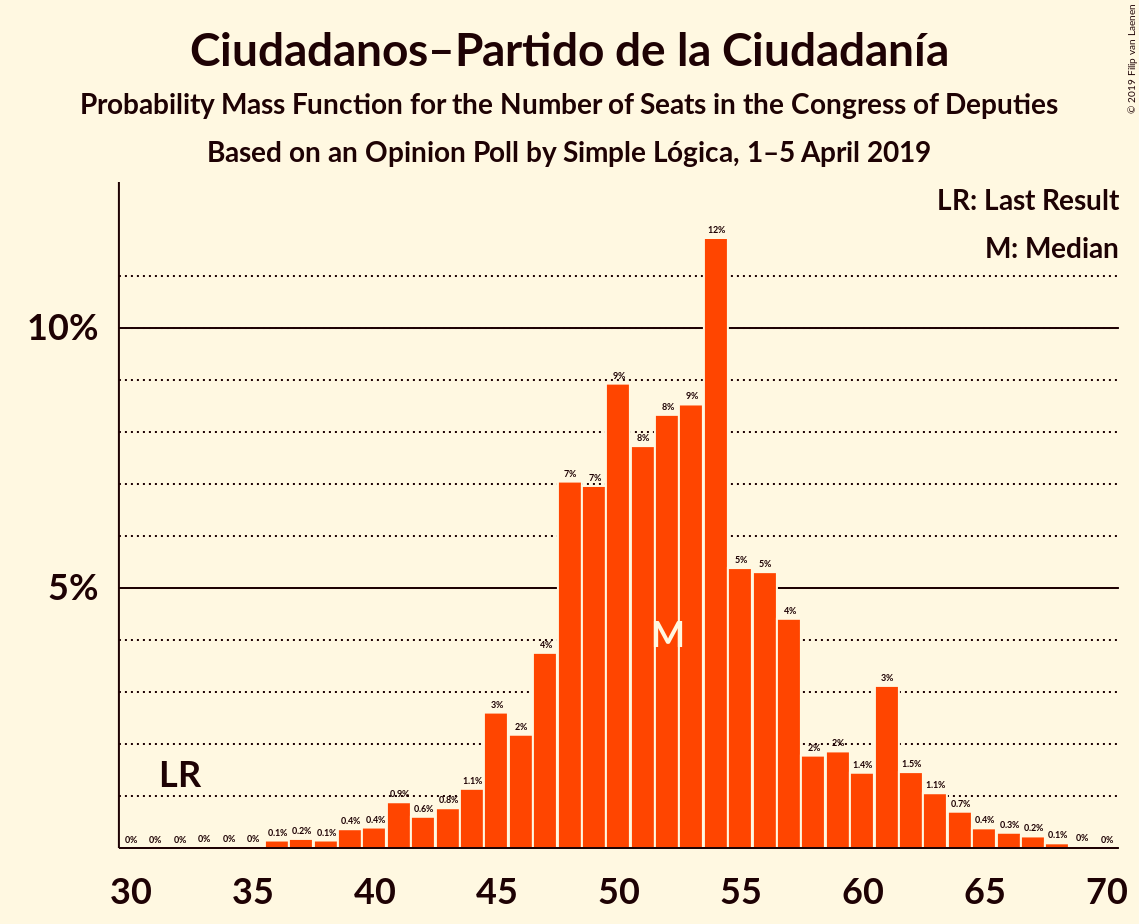 Ciudadanos–Partido de la Ciudadanía
Probability Mass Function for the Number of Seats in the Congress of Deputies
Based on an Opinion Poll by Simple Lógica, 1–5 April 2019
© 2019 Filip van Laenen
LR: Last Result
M: Median
10%
5%
LR
M
0% 0% 0% 0% 0% 0% 0.1% 0.2% 0.1% 0.4% 0.4% 0.9% 0.6% 0.8% 1.1% 3% 2% 4% 7% 7% 9% 8% 8% 9% 12% 5% 5% 4% 2% 2% 1.4% 3% 1.5% 1.1% 0.7% 0.4% 0.3% 0.2% 0.1% 0% 0%
30 35 40 45 50 55 60 65 70